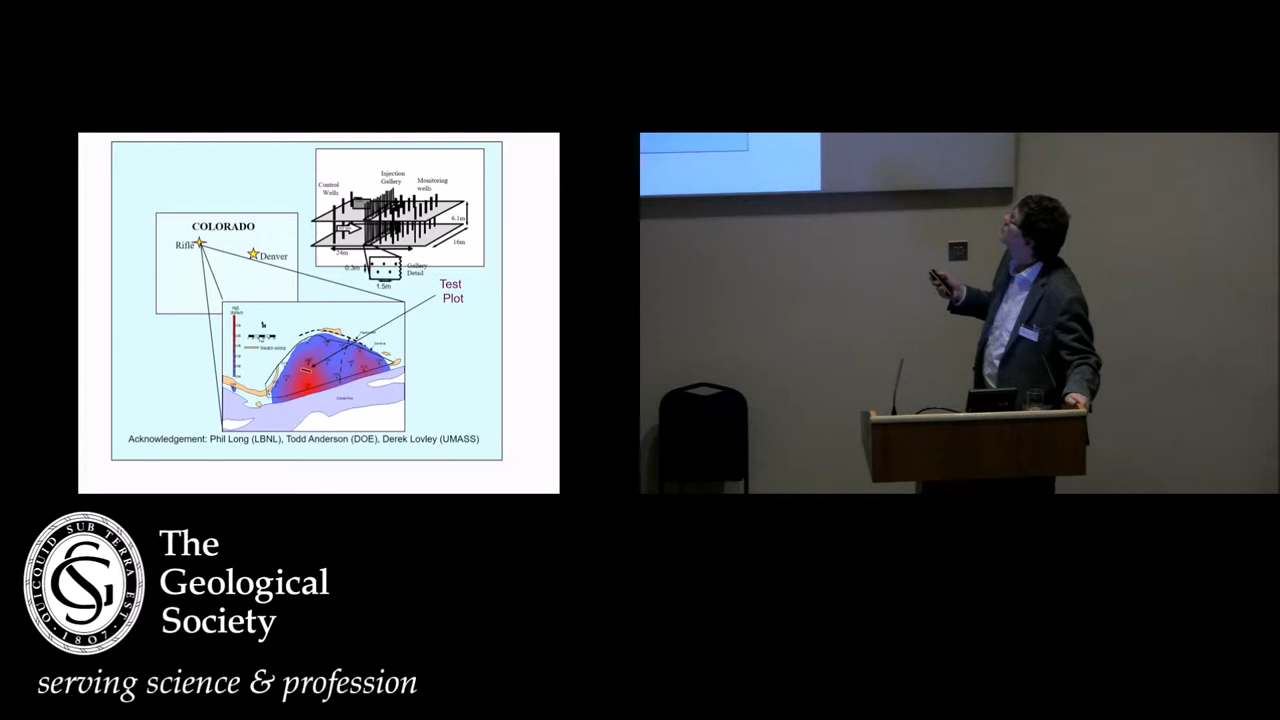 COLORADO
Rifle
Denver
Control
Wells
Injection
Gallery
Monitoring
wells
6.1m
16m
24m
0.3m
Gallery
Detail
1.5m
Test
Plot
Acknowledgement: Phil Long (LBNL), Todd Anderson (DOE), Derek Lovley (UMASS)
QUICQUID SUB TERRA EST
·1807·
The
Geological
Society
serving science & profession